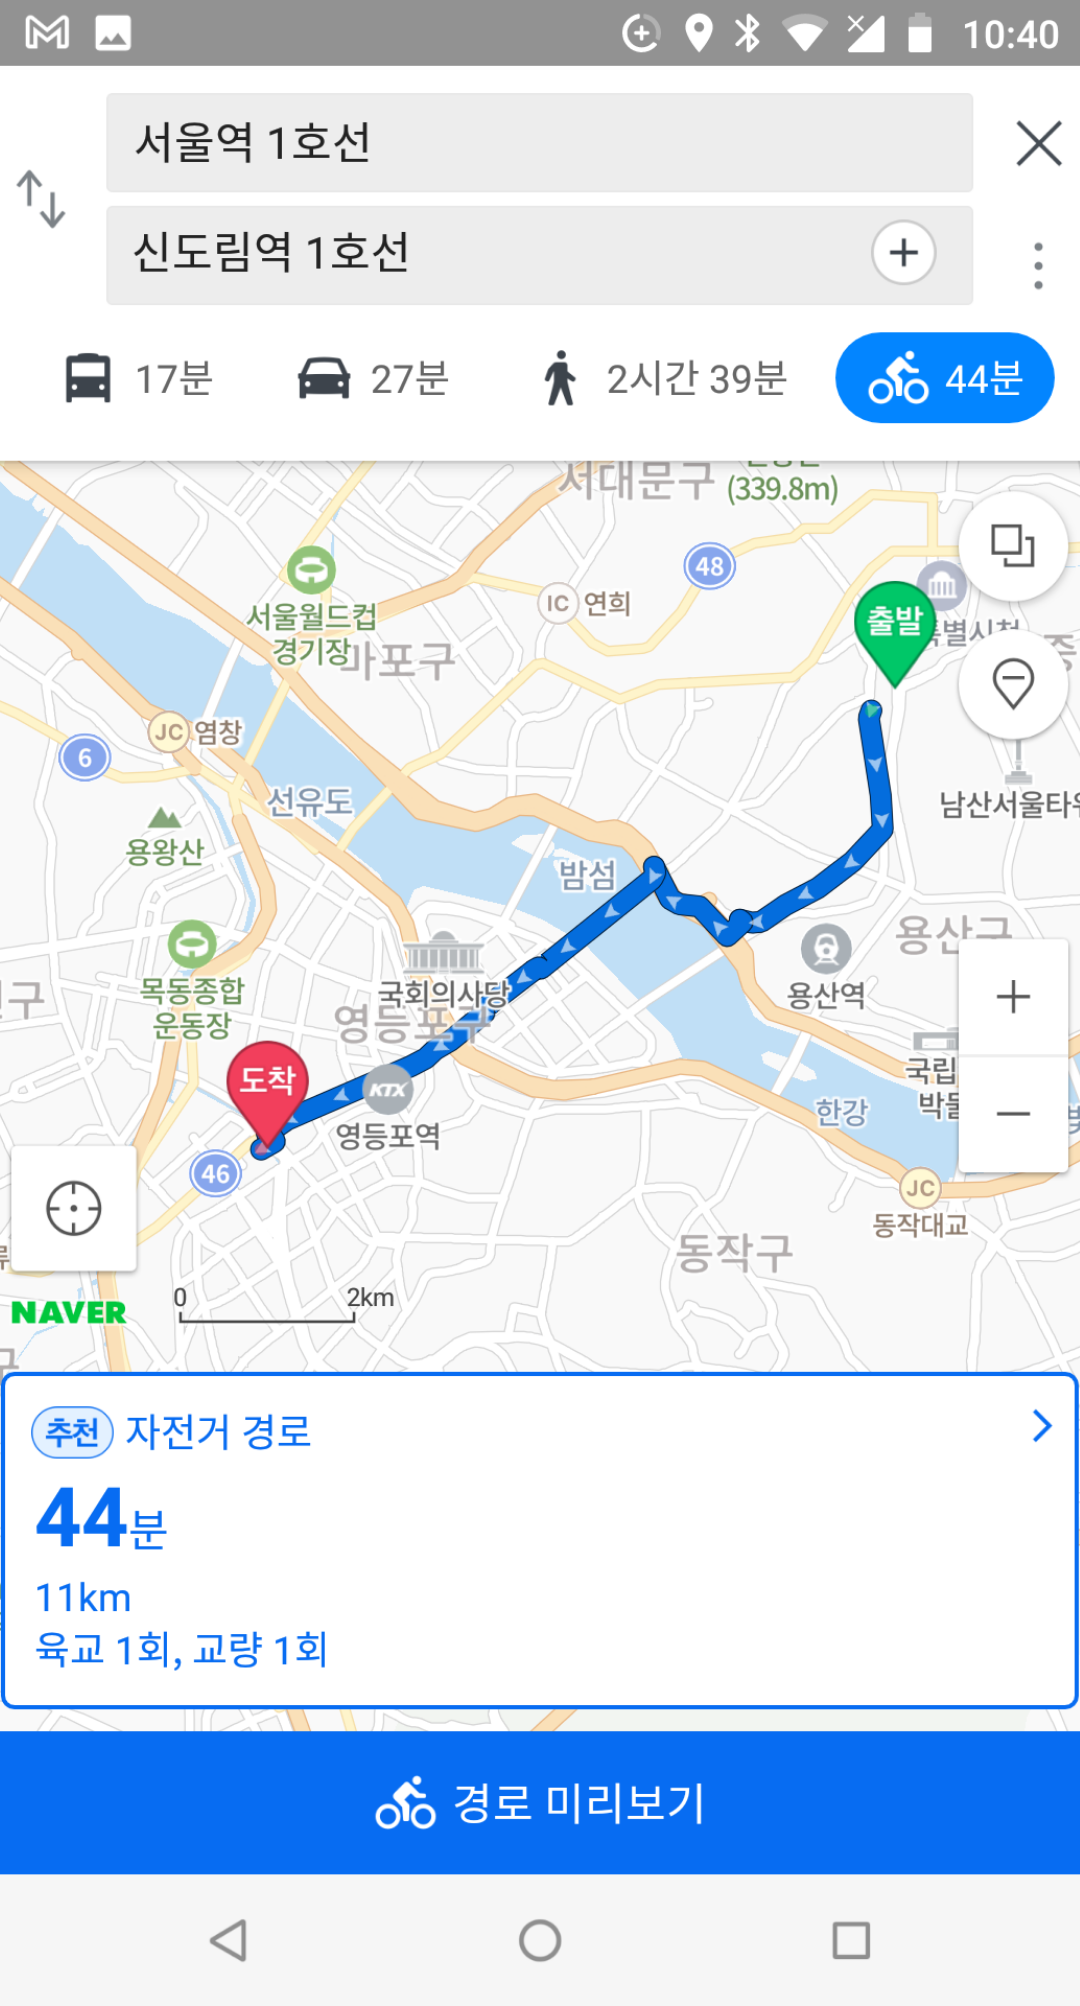 10:40
서울역 1호선
신도림역 1호선
17분
27분
2시간 39분
44분
서대문구
(339.8m)
48
IC 연희
서울월드컵
경기장
마포구
출발
특별시청
중
JC 염창
6
선유도
남산서울타워
용왕산
밤섬
용산구
목동종합
운동장
구
국회의사당
영등포구
용산역
국립
박물
도착
KTX
영등포역
한강
46
JC
동작대교
동작구
NAVER
0
2km
추천 자전거 경로
44분
11km
육교 1회, 교량 1회
경로 미리보기